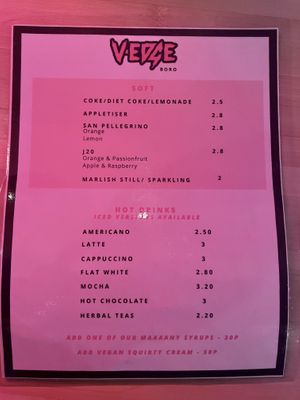 V-EDGE
BORO
SOFT
COKE/DIET COKE/LEMONADE 2.5
APPLETISER 2.8
SAN PELLEGRINO 2.8
Orange
Lemon
J20 2.8
Orange & Passionfruit
Apple & Raspberry
MARLISH STILL/ SPARKLING 2
HOT DRINKS
ICED VERSIONS AVAILABLE
AMERICANO 2.50
LATTE 3
CAPPUCCINO 3
FLAT WHITE 2.80
MOCHA 3.20
HOT CHOCOLATE 3
HERBAL TEAS 2.20
ADD ONE OF OUR SYRUPS - 30P
ADD VEGAN SQUIRTY CREAM - 50P